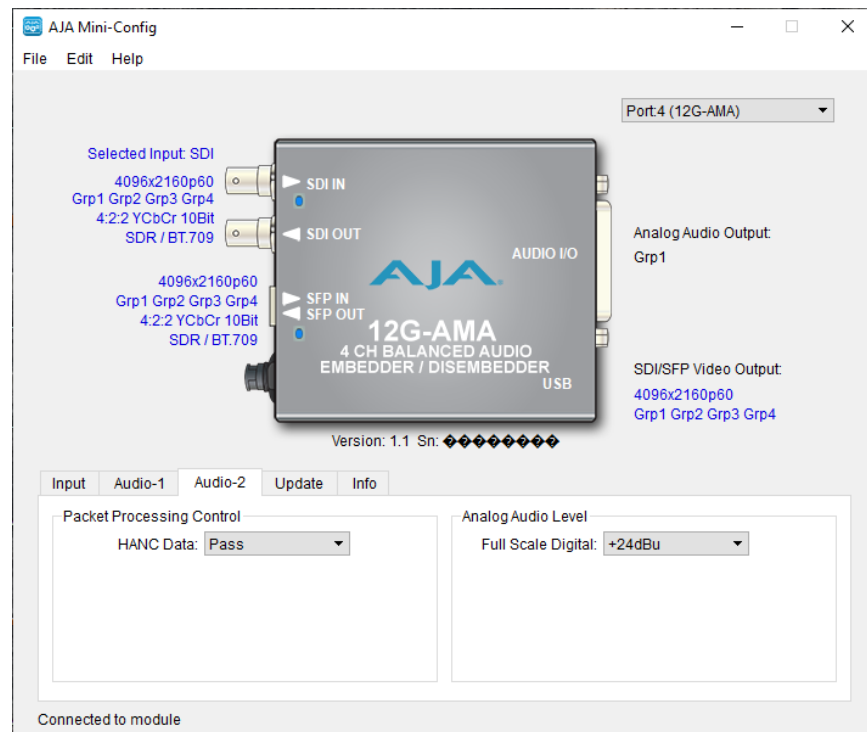 AJA Mini-Config
File Edit Help
Port:4 (12G-AMA)
Selected Input: SDI
4096x2160p60
Grp1 Grp2 Grp3 Grp4
4:2:2 YCbCr 10Bit
SDR / BT.709
4096x2160p60
Grp1 Grp2 Grp3 Grp4
4:2:2 YCbCr 10Bit
SDR / BT.709
SDI IN
SDI OUT
AUDIO I/O
AJA
SFP IN
SFP OUT
12G-AMA
4 CH BALANCED AUDIO
EMBEDDER / DISEMBEDDER
USB
Analog Audio Output:
Grp1
SDI/SFP Video Output:
4096x2160p60
Grp1 Grp2 Grp3 Grp4
Version: 1.1 Sn: ��������
Input Audio-1 Audio-2 Update Info
Packet Processing Control
HANC Data: Pass
Analog Audio Level
Full Scale Digital: +24dBu
Connected to module